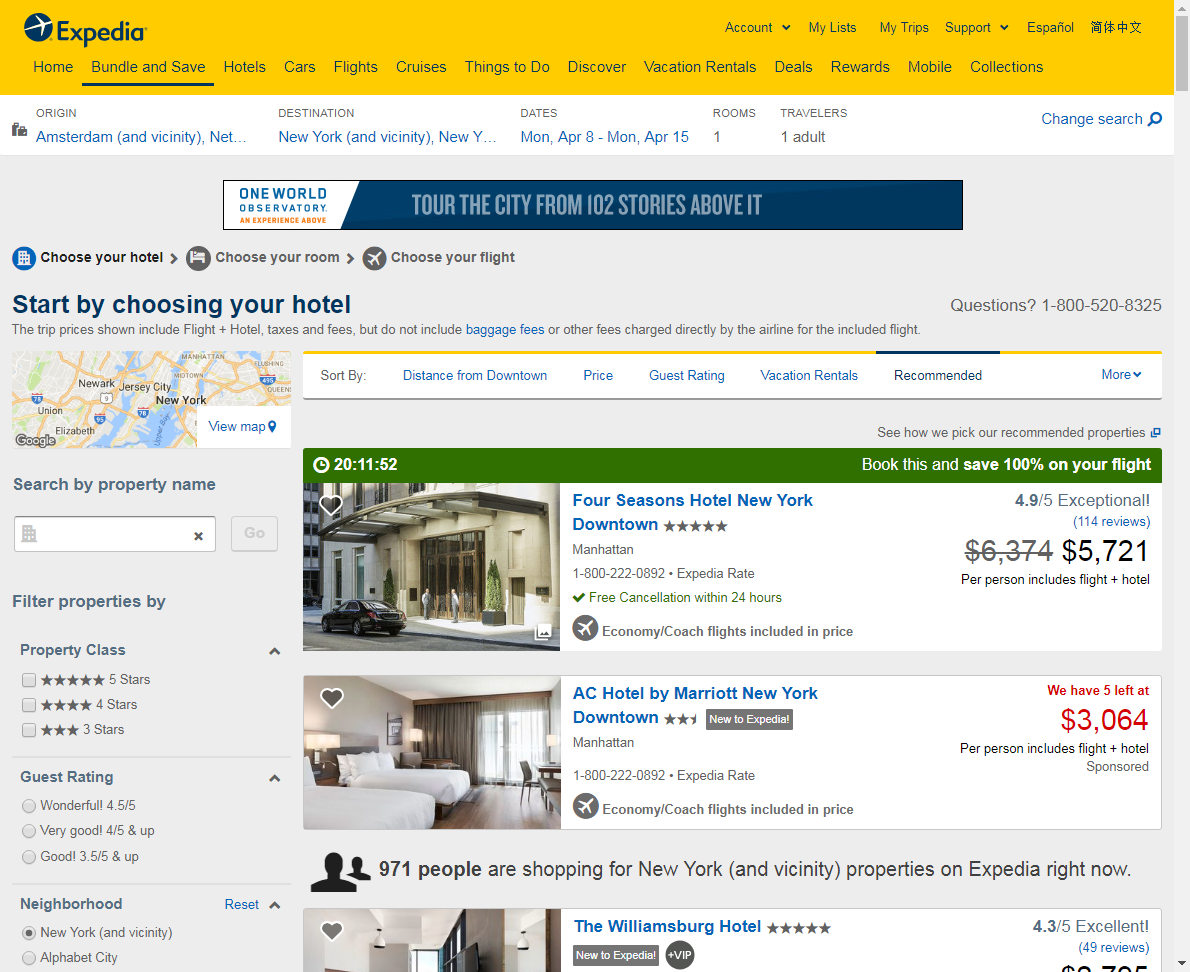 Expedia
Account
My Lists
My Trips
Support
Español
简体中文
Home
Bundle and Save
Hotels
Cars
Flights
Cruises
Things to Do
Discover
Vacation Rentals
Deals
Rewards
Mobile
Collections
ORIGIN
Amsterdam (and vicinity), Net...
DESTINATION
New York (and vicinity), New Y...
DATES
Mon, Apr 8 - Mon, Apr 15
ROOMS
1
TRAVELERS
1 adult
Change search
ONE WORLD
OBSERVATORY
AN EXPERIENCE ABOVE
TOUR THE CITY FROM 102 STORIES ABOVE IT
Choose your hotel
Choose your room
Choose your flight
Start by choosing your hotel
Questions? 1-800-520-8325
The trip prices shown include Flight + Hotel, taxes and fees, but do not include baggage fees or other fees charged directly by the airline for the included flight.
MANHATTAN
FLUSHING
MIDTOWN
495
Newark
Jersey City
QUEENS
78
9
New York
Union
95
78
Elizabeth
Upper Bay
Google
View map
Sort By:
Distance from Downtown
Price
Guest Rating
Vacation Rentals
Recommended
More
See how we pick our recommended properties
Search by property name
Go
Filter properties by
Property Class
★★★★★ 5 Stars
★★★★ 4 Stars
★★★ 3 Stars
Guest Rating
Wonderful! 4.5/5
Very good! 4/5 & up
Good! 3.5/5 & up
Neighborhood
Reset
New York (and vicinity)
Alphabet City
20:11:52
Book this and save 100% on your flight
Four Seasons Hotel New York
Downtown ★★★★★
Manhattan
1-800-222-0892 • Expedia Rate
Free Cancellation within 24 hours
Economy/Coach flights included in price
4.9/5 Exceptional!
(114 reviews)
$6,374 $5,721
Per person includes flight + hotel
AC Hotel by Marriott New York
Downtown
New to Expedia!
Manhattan
1-800-222-0892 • Expedia Rate
Economy/Coach flights included in price
We have 5 left at
$3,064
Per person includes flight + hotel
Sponsored
971 people are shopping for New York (and vicinity) properties on Expedia right now.
The Williamsburg Hotel ★★★★★
New to Expedia!
+VIP
4.3/5 Excellent!
(49 reviews)